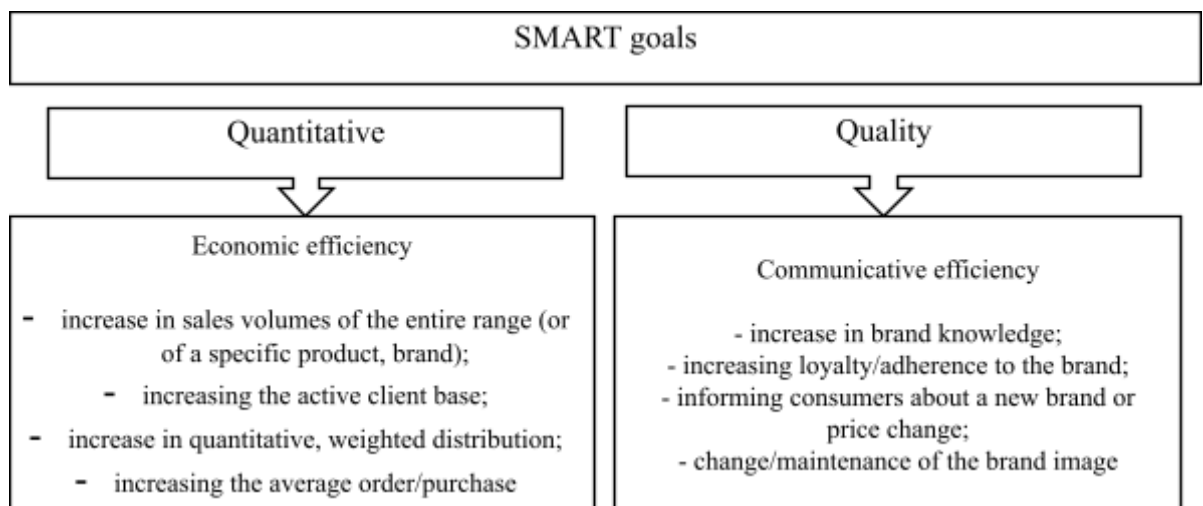 SMART goals
Quantitative
Quality
Economic efficiency
- increase in sales volumes of the entire range (or
of a specific product, brand);
- increasing the active client base;
- increase in quantitative, weighted distribution;
- increasing the average order/purchase
Communicative efficiency
- increase in brand knowledge;
- increasing loyalty/adherence to the brand;
- informing consumers about a new brand or
price change;
- change/maintenance of the brand image